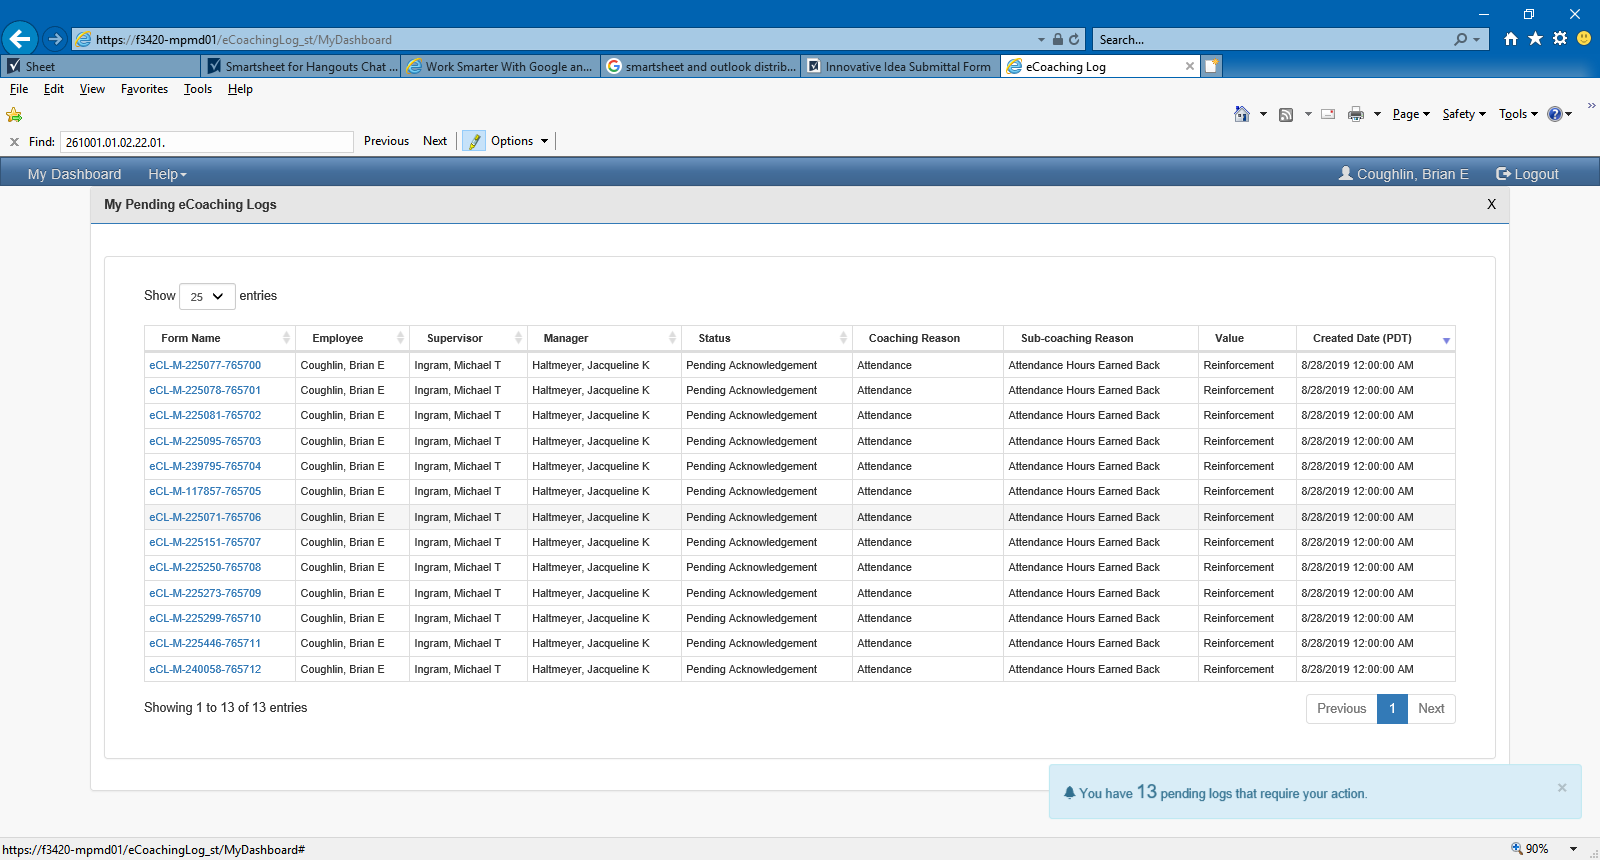 https://f3420-mpmd01/eCoachingLog_st/MyDashboard
Search...
Sheet
Smartsheet for Hangouts Chat ...
Work Smarter With Google an...
smartsheet and outlook distrib...
Innovative Idea Submittal Form
eCoaching Log
File Edit View Favorites Tools Help
Page Safety Tools
Find: 261001.01.02.22.01. Previous Next Options
My Dashboard Help Coughlin, Brian E Logout
My Pending eCoaching Logs X
Show 25 entries
Form Name Employee Supervisor Manager Status Coaching Reason Sub-coaching Reason Value Created Date (PDT)
eCL-M-225077-765700 Coughlin, Brian E Ingram, Michael T Haltmeyer, Jacqueline K Pending Acknowledgement Attendance Attendance Hours Earned Back Reinforcement 8/28/2019 12:00:00 AM
eCL-M-225078-765701 Coughlin, Brian E Ingram, Michael T Haltmeyer, Jacqueline K Pending Acknowledgement Attendance Attendance Hours Earned Back Reinforcement 8/28/2019 12:00:00 AM
eCL-M-225081-765702 Coughlin, Brian E Ingram, Michael T Haltmeyer, Jacqueline K Pending Acknowledgement Attendance Attendance Hours Earned Back Reinforcement 8/28/2019 12:00:00 AM
eCL-M-225095-765703 Coughlin, Brian E Ingram, Michael T Haltmeyer, Jacqueline K Pending Acknowledgement Attendance Attendance Hours Earned Back Reinforcement 8/28/2019 12:00:00 AM
eCL-M-239795-765704 Coughlin, Brian E Ingram, Michael T Haltmeyer, Jacqueline K Pending Acknowledgement Attendance Attendance Hours Earned Back Reinforcement 8/28/2019 12:00:00 AM
eCL-M-117857-765705 Coughlin, Brian E Ingram, Michael T Haltmeyer, Jacqueline K Pending Acknowledgement Attendance Attendance Hours Earned Back Reinforcement 8/28/2019 12:00:00 AM
eCL-M-225071-765706 Coughlin, Brian E Ingram, Michael T Haltmeyer, Jacqueline K Pending Acknowledgement Attendance Attendance Hours Earned Back Reinforcement 8/28/2019 12:00:00 AM
eCL-M-225151-765707 Coughlin, Brian E Ingram, Michael T Haltmeyer, Jacqueline K Pending Acknowledgement Attendance Attendance Hours Earned Back Reinforcement 8/28/2019 12:00:00 AM
eCL-M-225250-765708 Coughlin, Brian E Ingram, Michael T Haltmeyer, Jacqueline K Pending Acknowledgement Attendance Attendance Hours Earned Back Reinforcement 8/28/2019 12:00:00 AM
eCL-M-225273-765709 Coughlin, Brian E Ingram, Michael T Haltmeyer, Jacqueline K Pending Acknowledgement Attendance Attendance Hours Earned Back Reinforcement 8/28/2019 12:00:00 AM
eCL-M-225299-765710 Coughlin, Brian E Ingram, Michael T Haltmeyer, Jacqueline K Pending Acknowledgement Attendance Attendance Hours Earned Back Reinforcement 8/28/2019 12:00:00 AM
eCL-M-225446-765711 Coughlin, Brian E Ingram, Michael T Haltmeyer, Jacqueline K Pending Acknowledgement Attendance Attendance Hours Earned Back Reinforcement 8/28/2019 12:00:00 AM
eCL-M-240058-765712 Coughlin, Brian E Ingram, Michael T Haltmeyer, Jacqueline K Pending Acknowledgement Attendance Attendance Hours Earned Back Reinforcement 8/28/2019 12:00:00 AM
Showing 1 to 13 of 13 entries Previous 1 Next
You have 13 pending logs that require your action.
https://f3420-mpmd01/eCoachingLog_st/MyDashboard# 90%